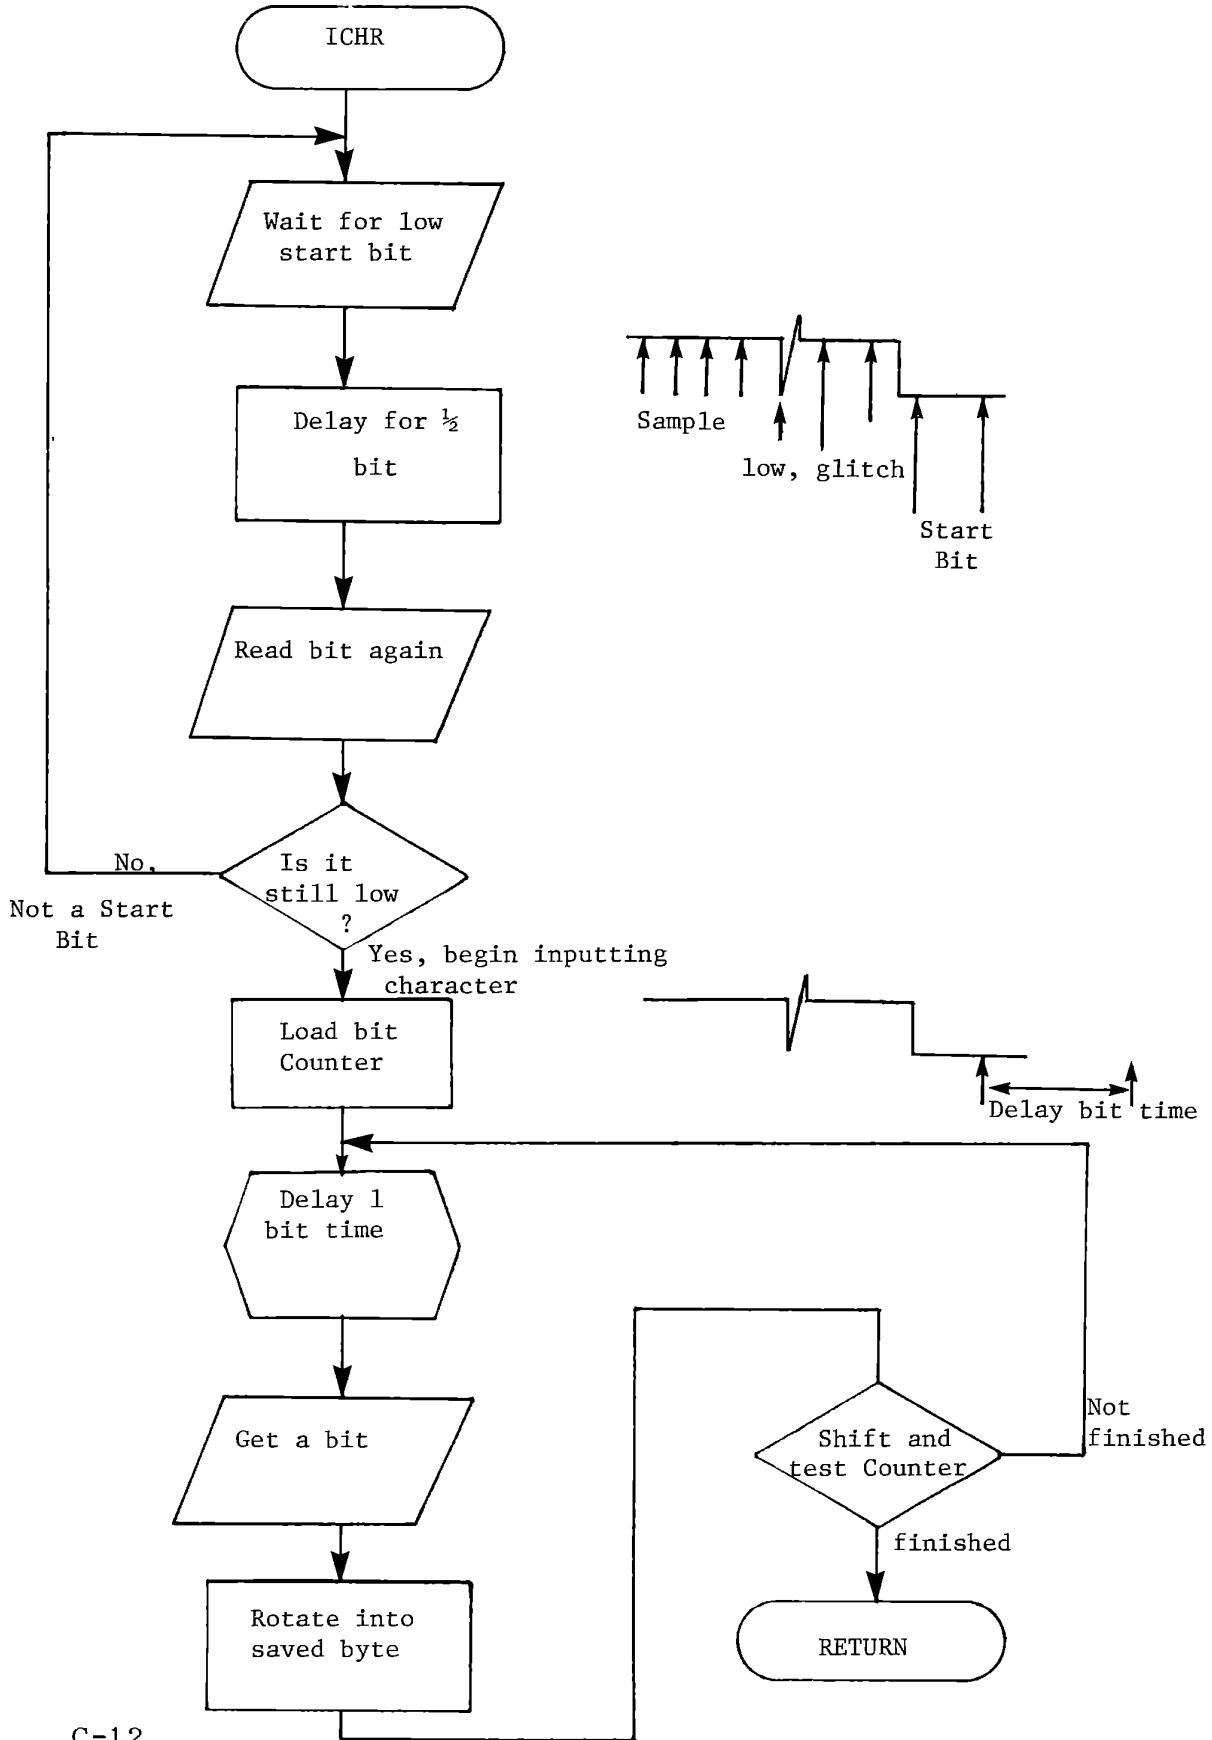 ICHR
Wait for low
start bit
Delay for ½
bit
Sample
low, glitch
Start
Bit
Read bit again
No,
Not a Start
Bit
Is it
still low
?
Yes, begin inputting
character
Load bit
Counter
Delay bit time
Delay 1
bit time
Get a bit
Shift and
test Counter
Not
finished
finished
Rotate into
saved byte
RETURN
C-12